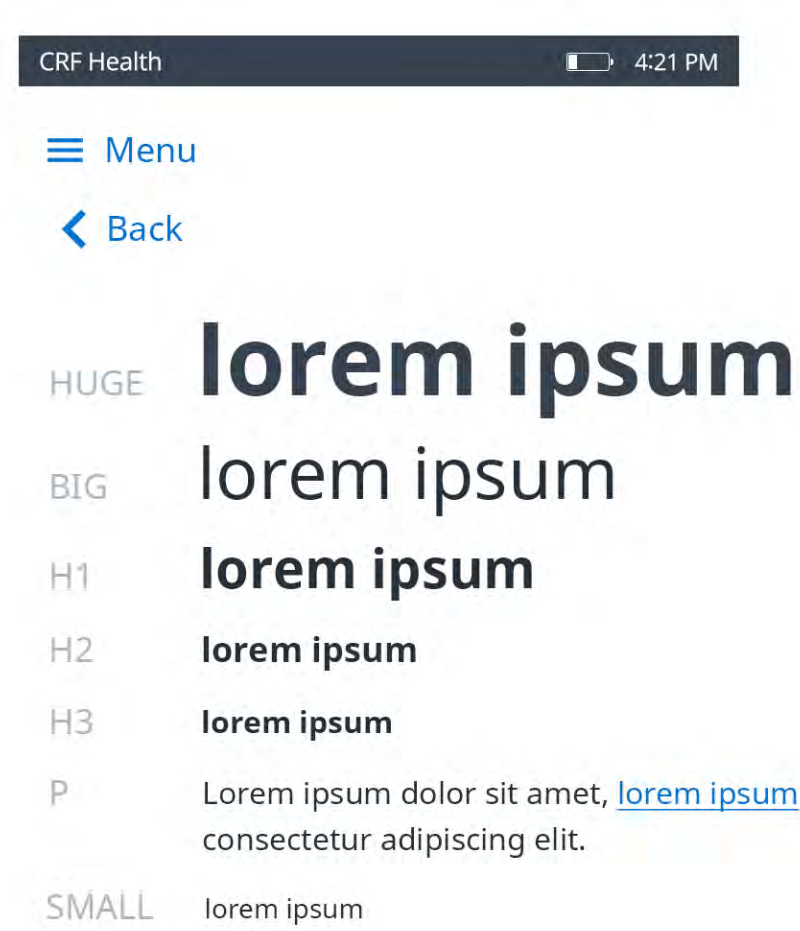 CRF Health 4:21 PM
Menu
Back
HUGE lorem ipsum
BIG lorem ipsum
H1 lorem ipsum
H2 lorem ipsum
H3 lorem ipsum
P Lorem ipsum dolor sit amet, lorem ipsum
consectetur adipiscing elit.
SMALL lorem ipsum